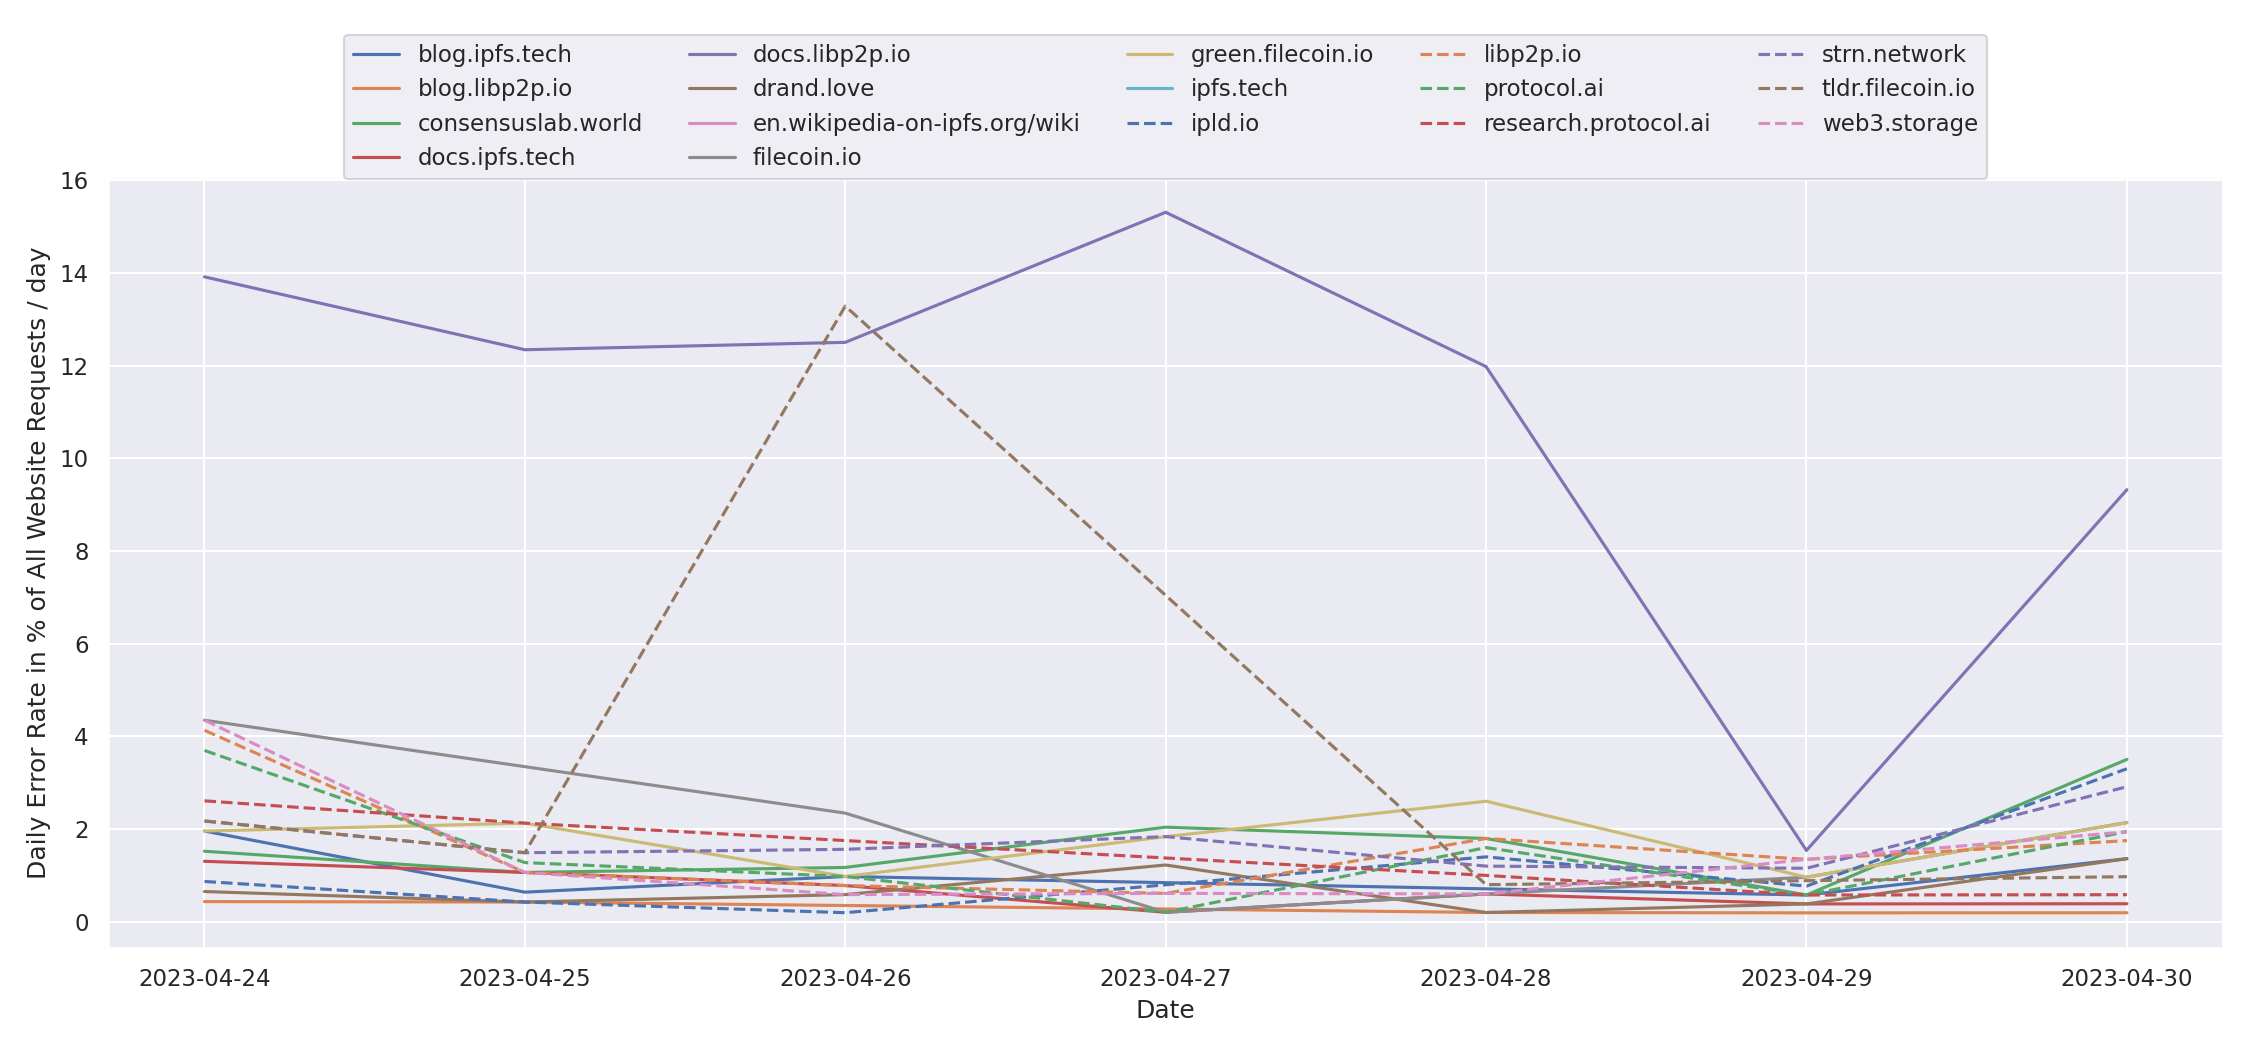 blog.ipfs.tech
blog.libp2p.io
consensuslab.world
docs.ipfs.tech
docs.libp2p.io
drand.love
en.wikipedia-on-ipfs.org/wiki
filecoin.io
green.filecoin.io
ipfs.tech
ipld.io
libp2p.io
protocol.ai
research.protocol.ai
strn.network
tldr.filecoin.io
web3.storage
Daily Error Rate in % of All Website Requests / day
16
14
12
10
8
6
4
2
0
2023-04-24
2023-04-25
2023-04-26
2023-04-27
2023-04-28
2023-04-29
2023-04-30
Date